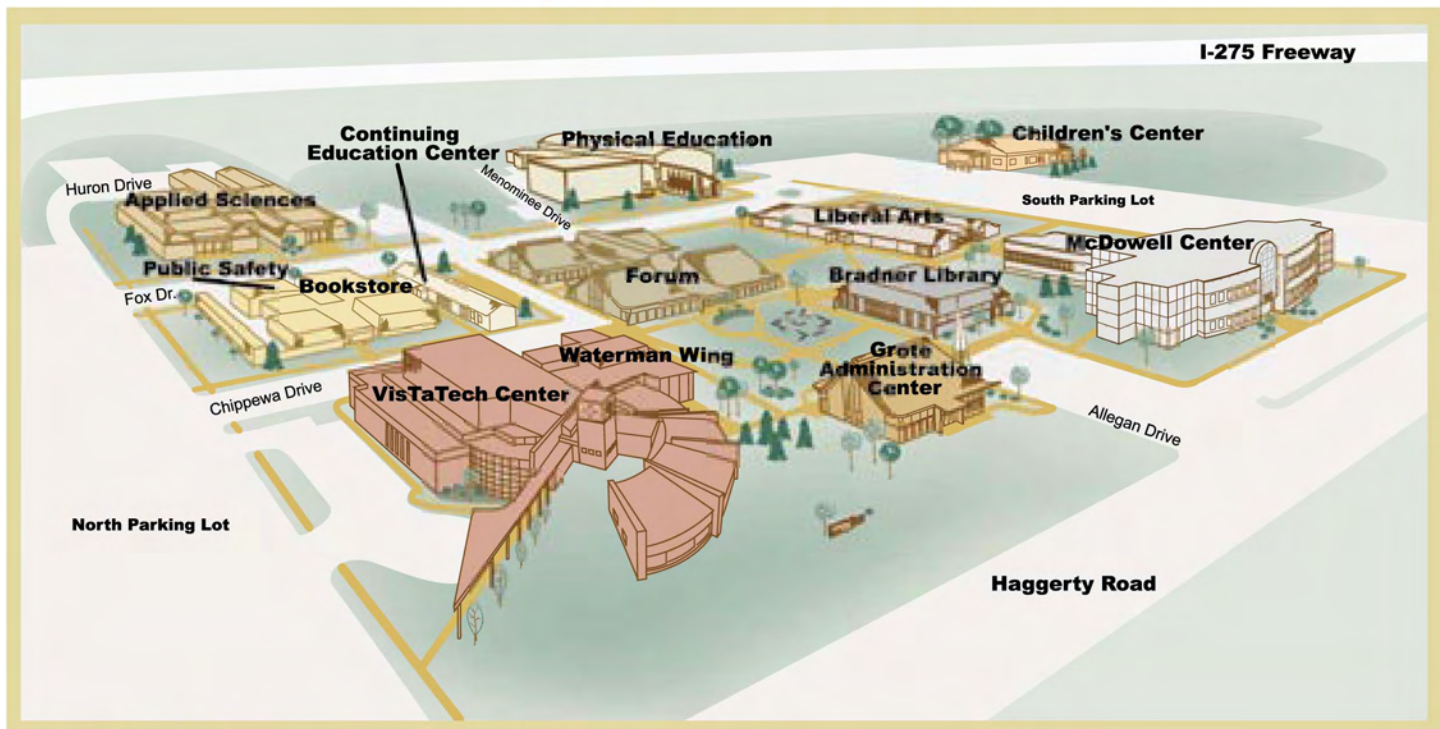 I-275 Freeway
Continuing
Education Center
Physical Education
Children's Center
Huron Drive
Menominee Drive
Applied Sciences
South Parking Lot
Liberal Arts
McDowell Center
Public Safety
Bookstore
Forum
Bradner Library
Fox Dr.
Waterman Wing
Grote
Administration
Center
VisTaTech Center
Chippewa Drive
Allegan Drive
North Parking Lot
Haggerty Road